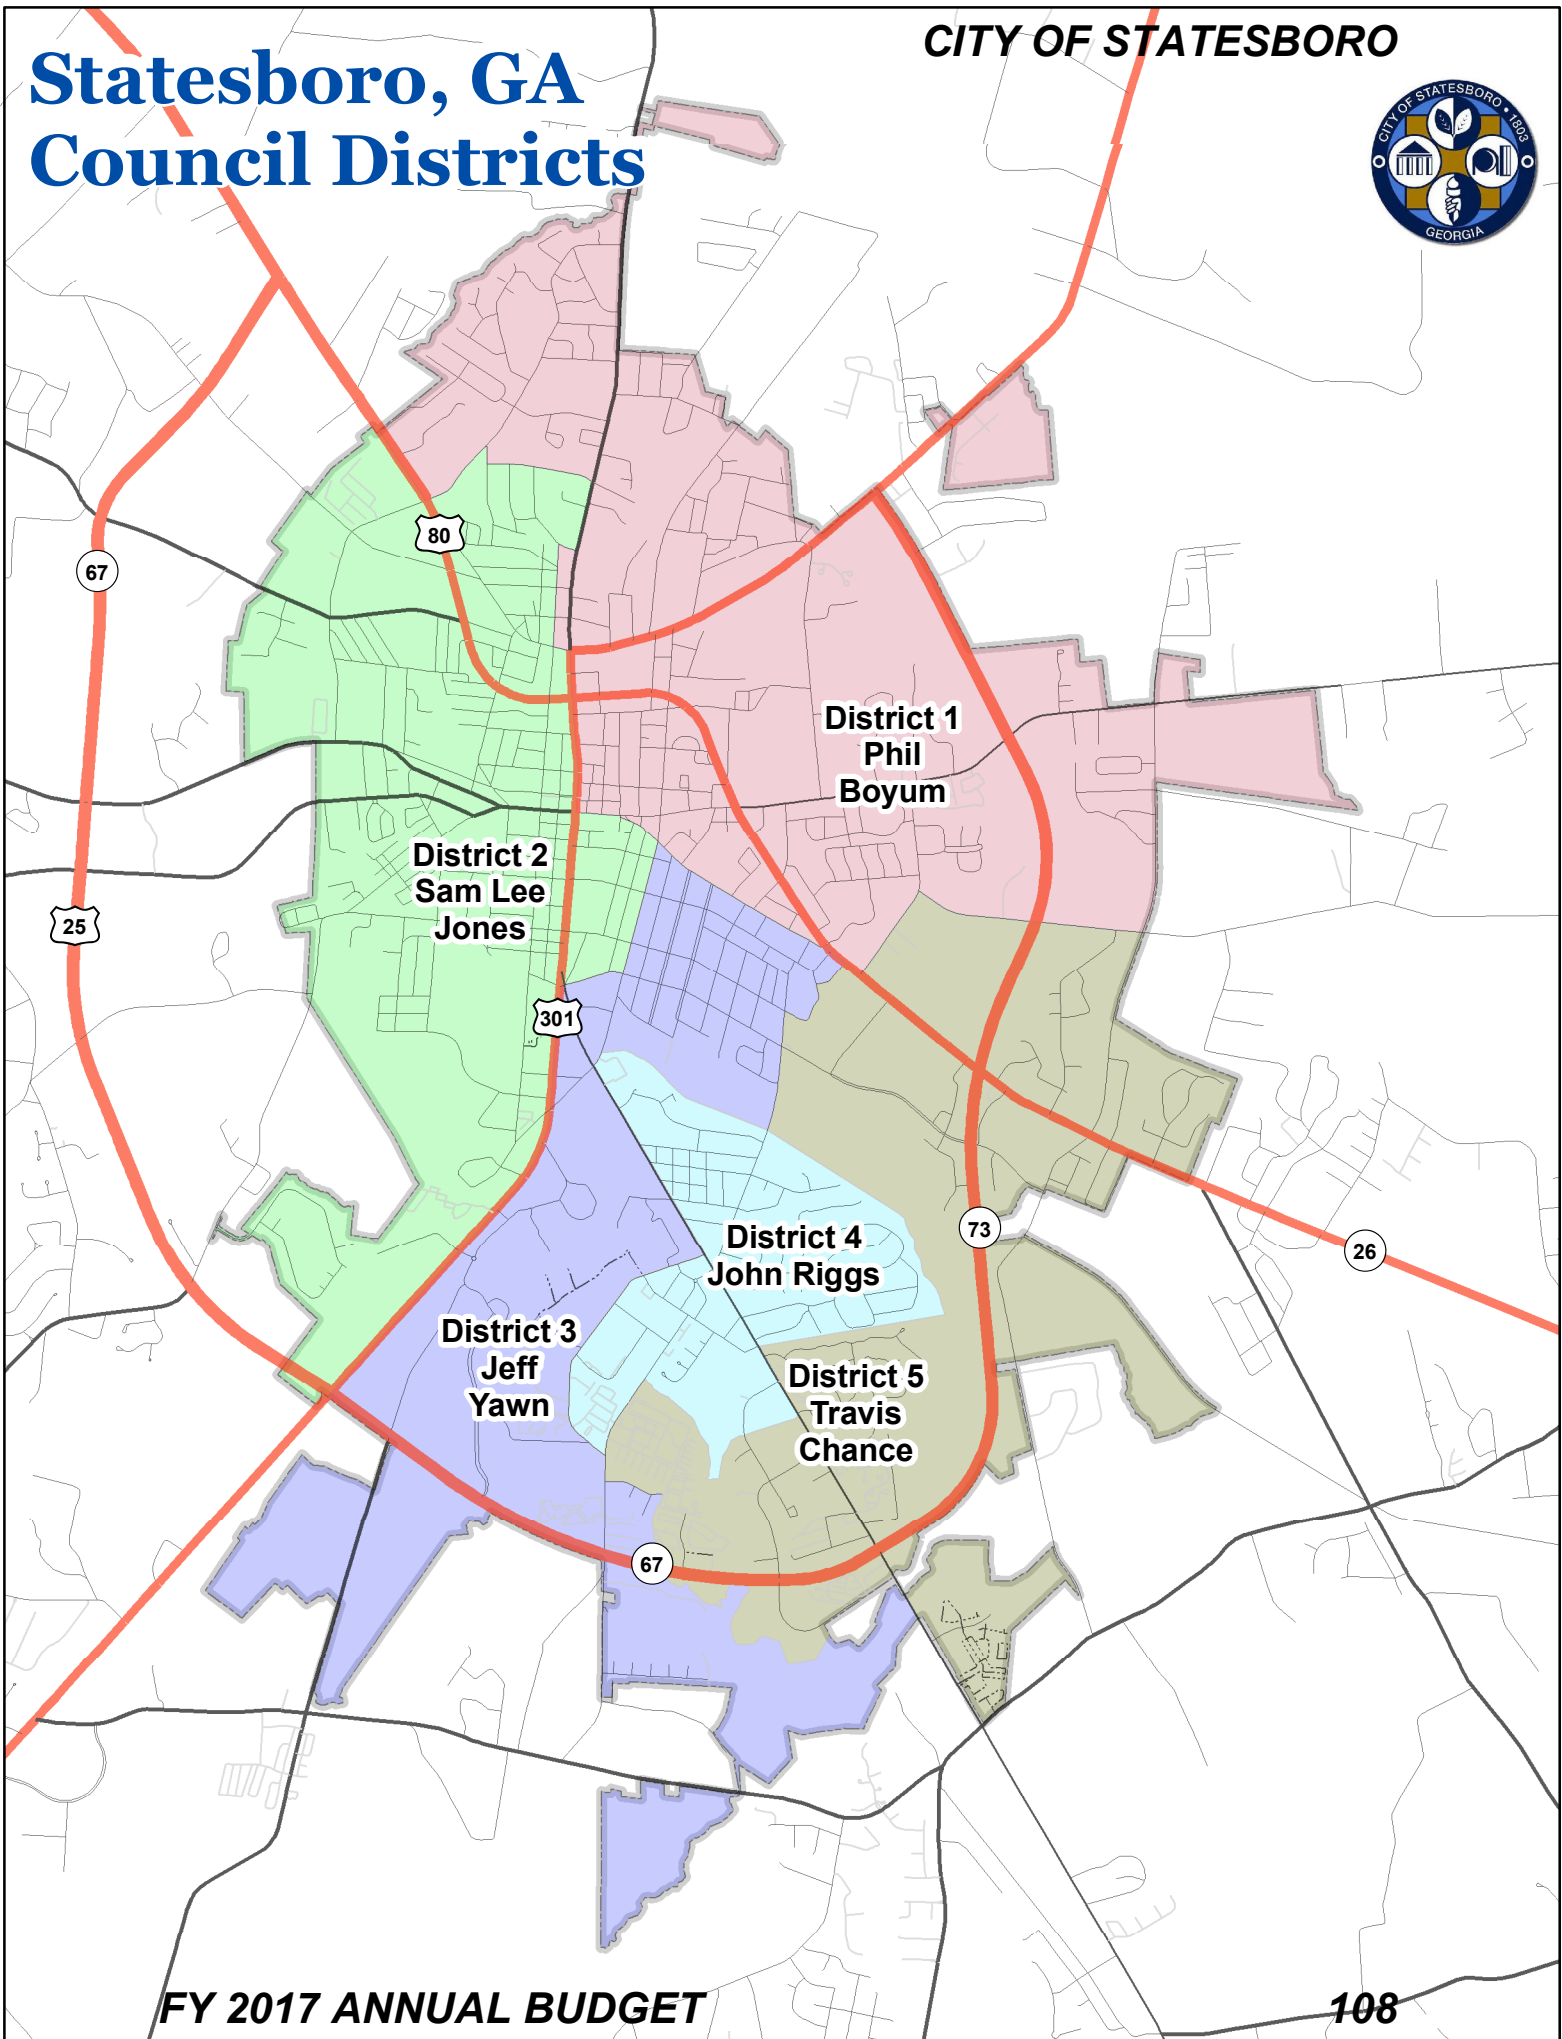 CITY OF STATESBORO
Statesboro, GA
Council Districts
CITY OF STATESBORO • 1803
GEORGIA
80
67
District 1
Phil
Boyum
District 2
Sam Lee
Jones
25
301
73
District 4
John Riggs
26
District 3
Jeff
Yawn
District 5
Travis
Chance
67
FY 2017 ANNUAL BUDGET
108